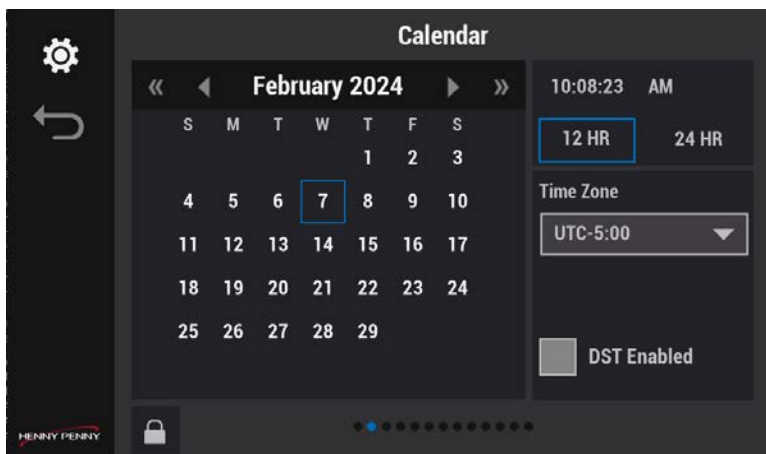 Calendar
February 2024
S M T W T F S
1 2 3
4 5 6 7 8 9 10
11 12 13 14 15 16 17
18 19 20 21 22 23 24
25 26 27 28 29
10:08:23 AM
12 HR 24 HR
Time Zone
UTC-5:00
DST Enabled
HENNY PENNY